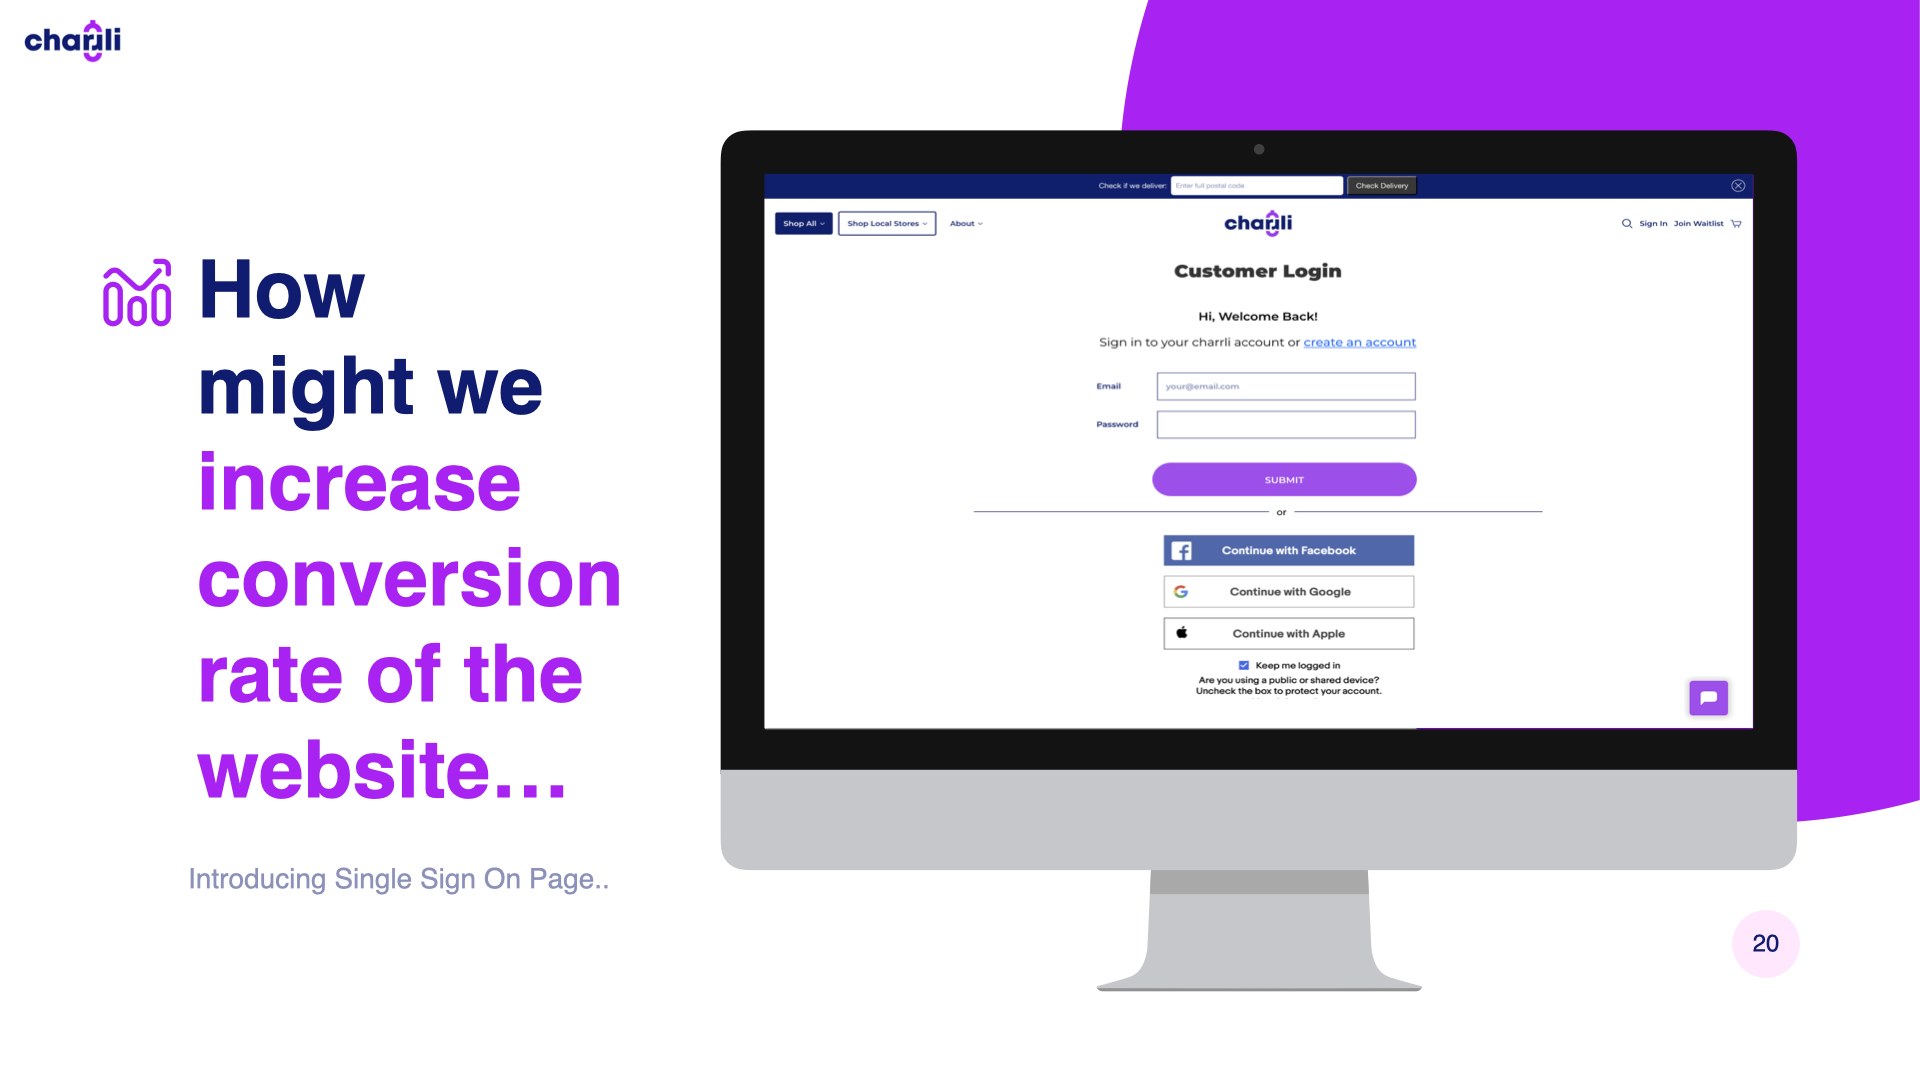 charrli
How
might we
increase
conversion
rate of the
website...
Introducing Single Sign On Page..
Check if we deliver:
Enter full postal code
Check Delivery
Shop All
Shop Local Stores
About
charrli
Sign In
Join Waitlist
Customer Login
Hi, Welcome Back!
Sign in to your charrli account or create an account
Email
your@email.com
Password
SUBMIT
or
Continue with Facebook
Continue with Google
Continue with Apple
Keep me logged in
Are you using a public or shared device?
Uncheck the box to protect your account.
20